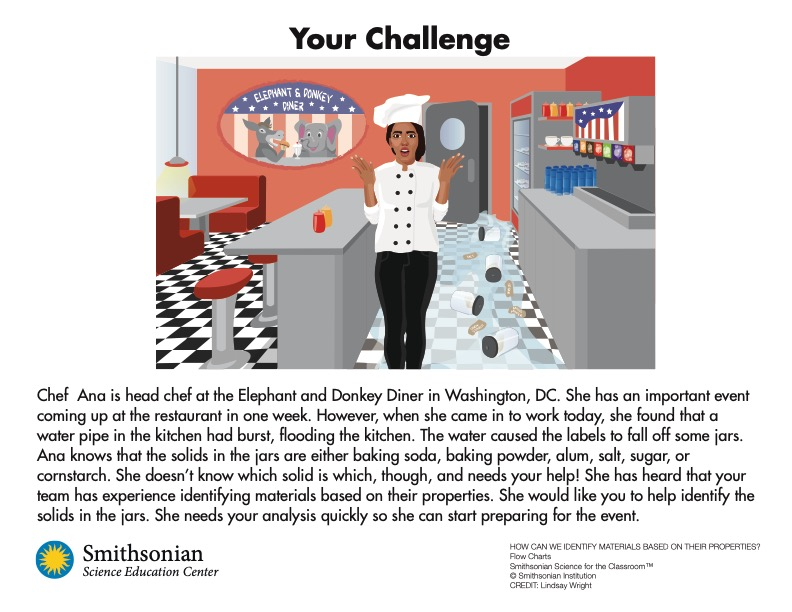 Your Challenge
ELEPHANT & DONKEY
DINER
Chef  Ana is head chef at the Elephant and Donkey Diner in Washington, DC. She has an important event
coming up at the restaurant in one week. However, when she came in to work today, she found that a
water pipe in the kitchen had burst, flooding the kitchen. The water caused the labels to fall off some jars.
Ana knows that the solids in the jars are either baking soda, baking powder, alum, salt, sugar, or
cornstarch. She doesn't know which solid is which, though, and needs your help! She has heard that your
team has experience identifying materials based on their properties. She would like you to help identify the
solids in the jars. She needs your analysis quickly so she can start preparing for the event.
Smithsonian
Science Education Center
HOW CAN WE IDENTIFY MATERIALS BASED ON THEIR PROPERTIES?
Flow Charts
Smithsonian Science for the Classroom™
© Smithsonian Institution
CREDIT: Lindsay Wright